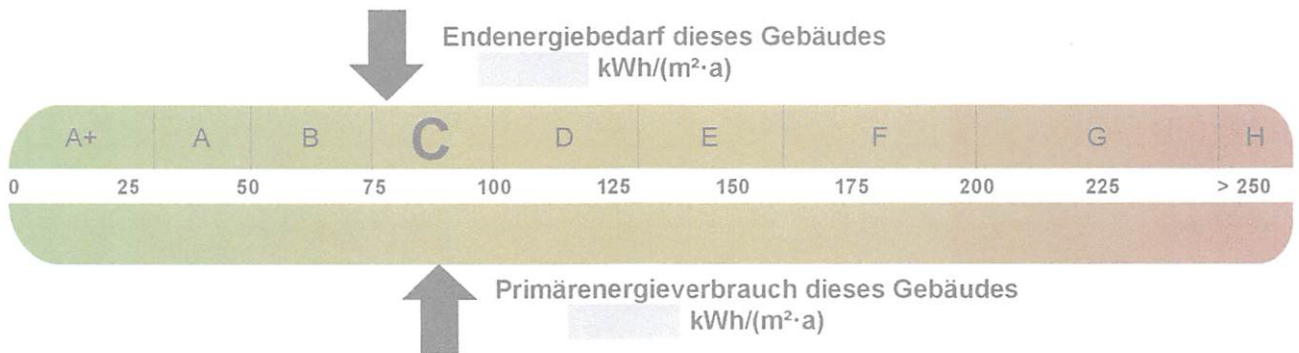 Endenergiebedarf dieses Gebäudes
kWh/(m²·a)
A+ A B C D E F G H
0 25 50 75 100 125 150 175 200 225 > 250
Primärenergieverbrauch dieses Gebäudes
kWh/(m²·a)